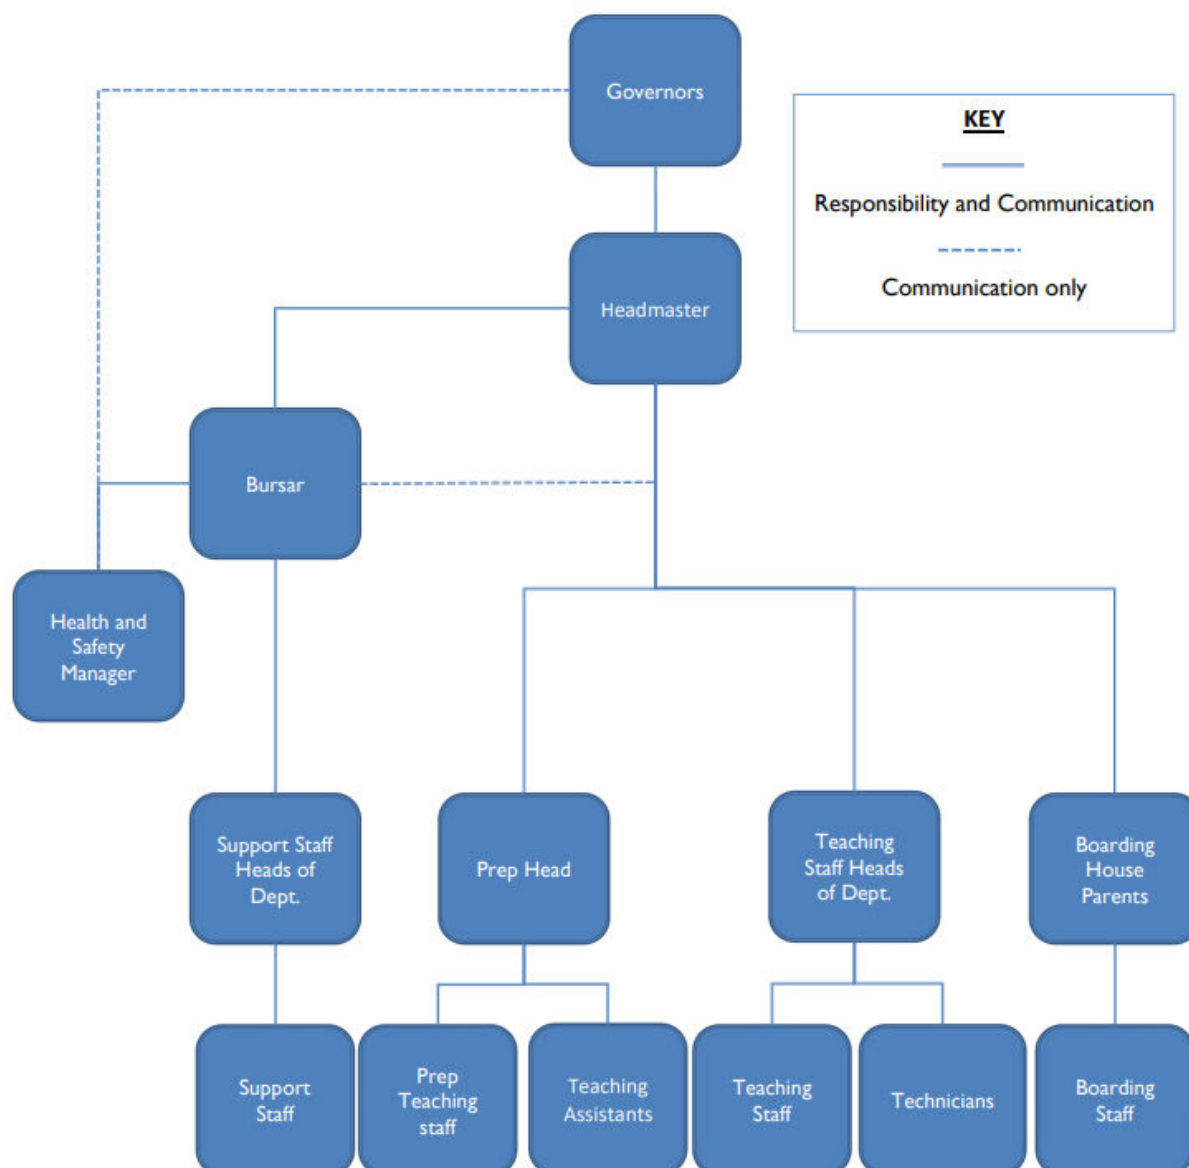 Governors
KEY
Responsibility and Communication
Communication only
Headmaster
Bursar
Health and
Safety
Manager
Support Staff
Heads of
Dept.
Prep Head
Teaching
Staff Heads
of Dept.
Boarding
House
Parents
Support
Staff
Prep
Teaching
staff
Teaching
Assistants
Teaching
Staff
Technicians
Boarding
Staff